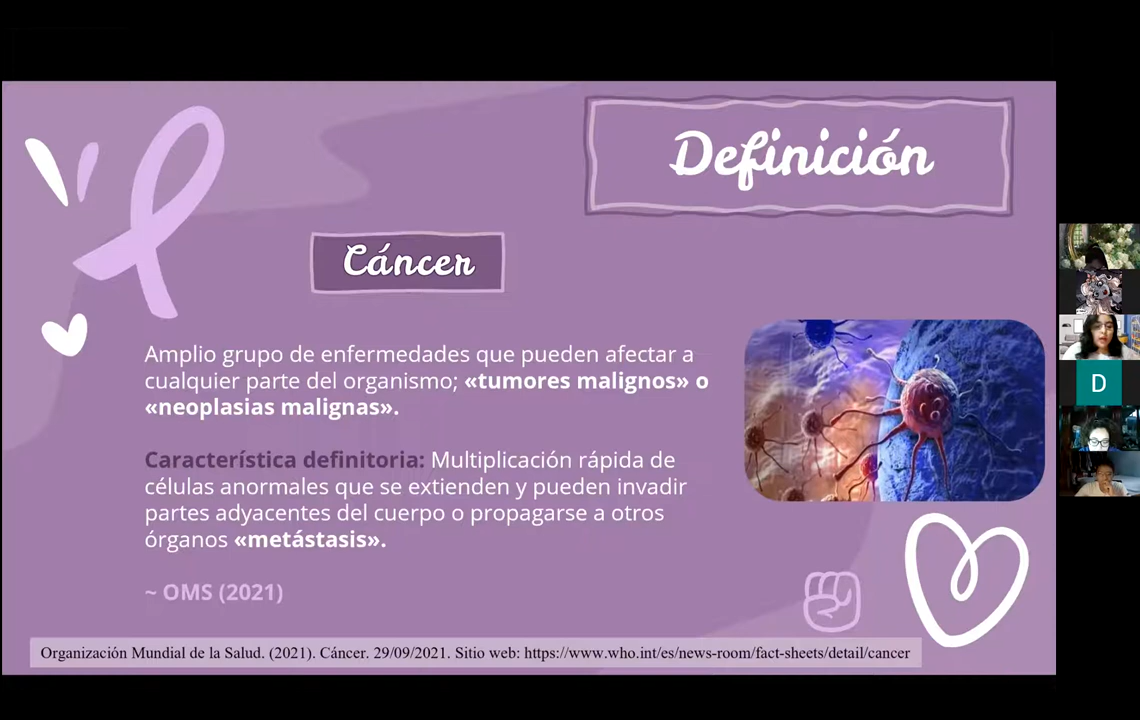 Definición
Cáncer
Amplio grupo de enfermedades que pueden afectar a
cualquier parte del organismo; «tumores malignos» o
«neoplasias malignas».
Característica definitoria: Multiplicación rápida de
células anormales que se extienden y pueden invadir
partes adyacentes del cuerpo o propagarse a otros
órganos «metástasis».
~ OMS (2021)
Organización Mundial de la Salud. (2021). Cáncer. 29/09/2021. Sitio web: https://www.who.int/es/news-room/fact-sheets/detail/cancer
D